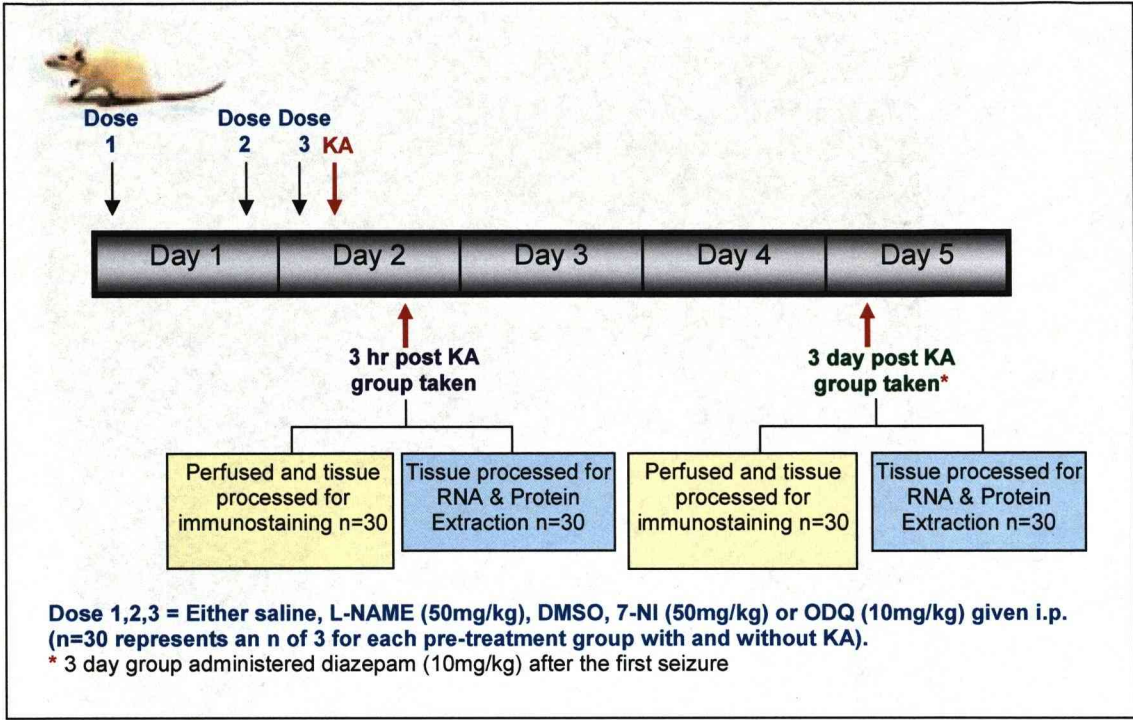 Dose Dose Dose
1 2 3 KA
Day 1 Day 2 Day 3 Day 4 Day 5
3 hr post KA
group taken
3 day post KA
group taken*
Perfused and tissue
processed for
immunostaining n=30
Tissue processed for
RNA & Protein
Extraction n=30
Perfused and tissue
processed for
immunostaining n=30
Tissue processed for
RNA & Protein
Extraction n=30
Dose 1,2,3 = Either saline, L-NAME (50mg/kg), DMSO, 7-NI (50mg/kg) or ODQ (10mg/kg) given i.p.
(n=30 represents an n of 3 for each pre-treatment group with and without KA).
* 3 day group administered diazepam (10mg/kg) after the first seizure